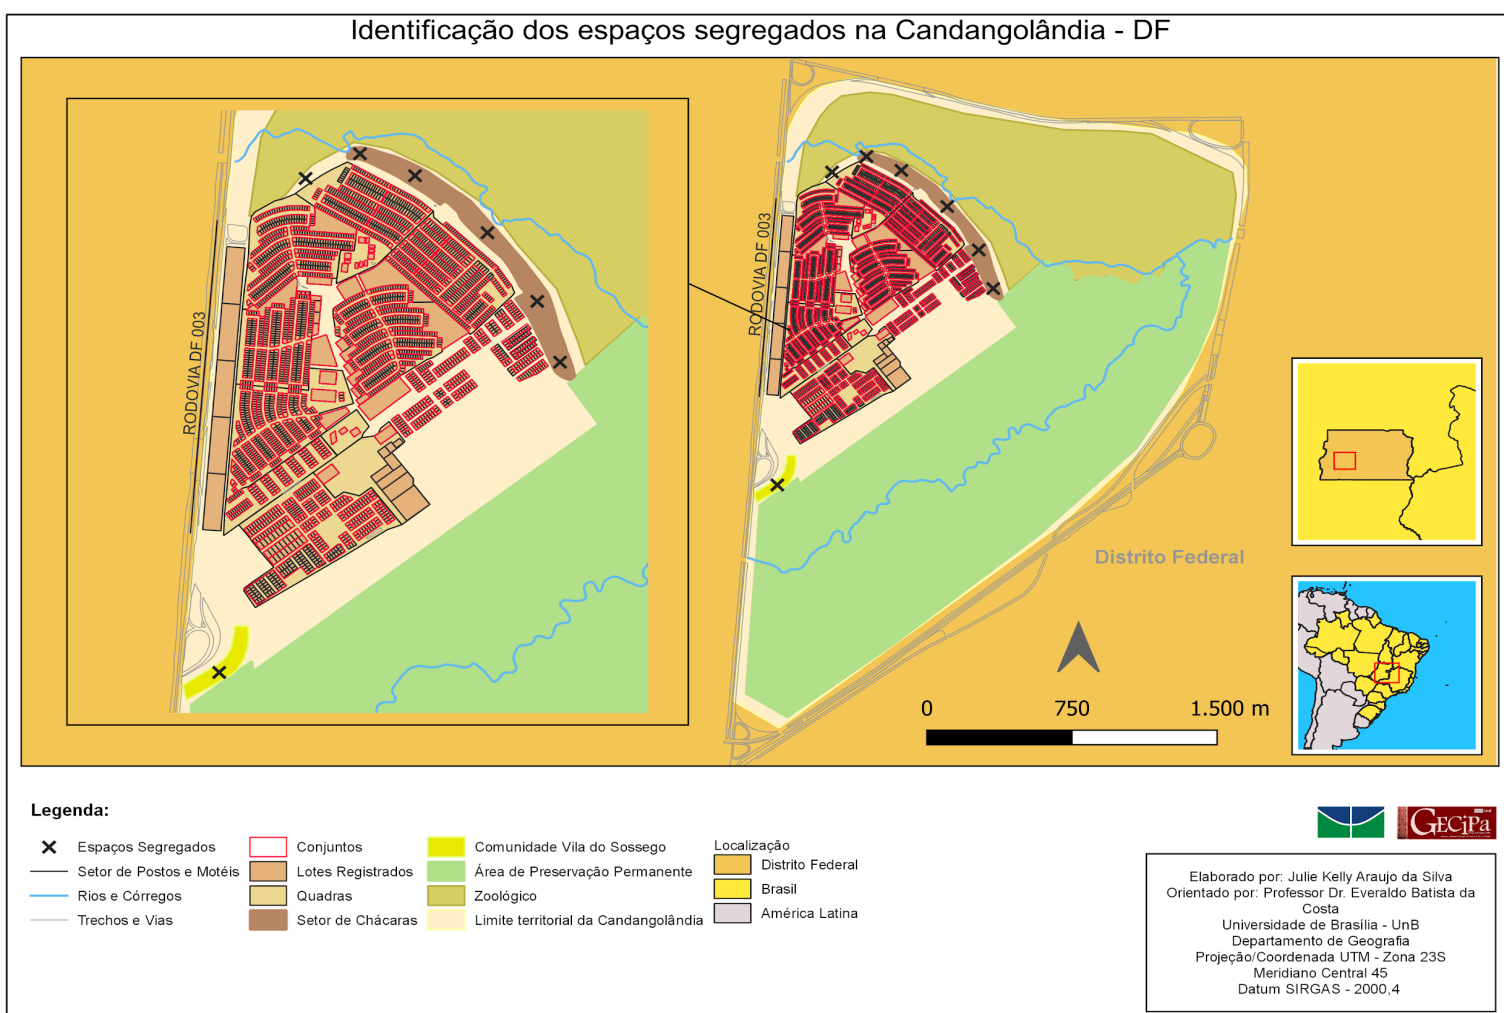 Identificação dos espaços segregados na Candangolândia - DF
RODOVIA DF 003
RODOVIA DF 003
Distrito Federal
0 750 1.500 m
Legenda:
Espaços Segregados
Setor de Postos e Motéis
Rios e Córregos
Trechos e Vias
Conjuntos
Lotes Registrados
Quadras
Setor de Chácaras
Comunidade Vila do Sossego
Área de Preservação Permanente
Zoológico
Limite territorial da Candangolândia
Localização
Distrito Federal
Brasil
América Latina
GECIPA
Elaborado por: Julie Kelly Araujo da Silva
Orientado por: Professor Dr. Everaldo Batista da
Costa
Universidade de Brasília - UnB
Departamento de Geografia
Projeção/Coordenada UTM - Zona 23S
Meridiano Central 45
Datum SIRGAS - 2000,4